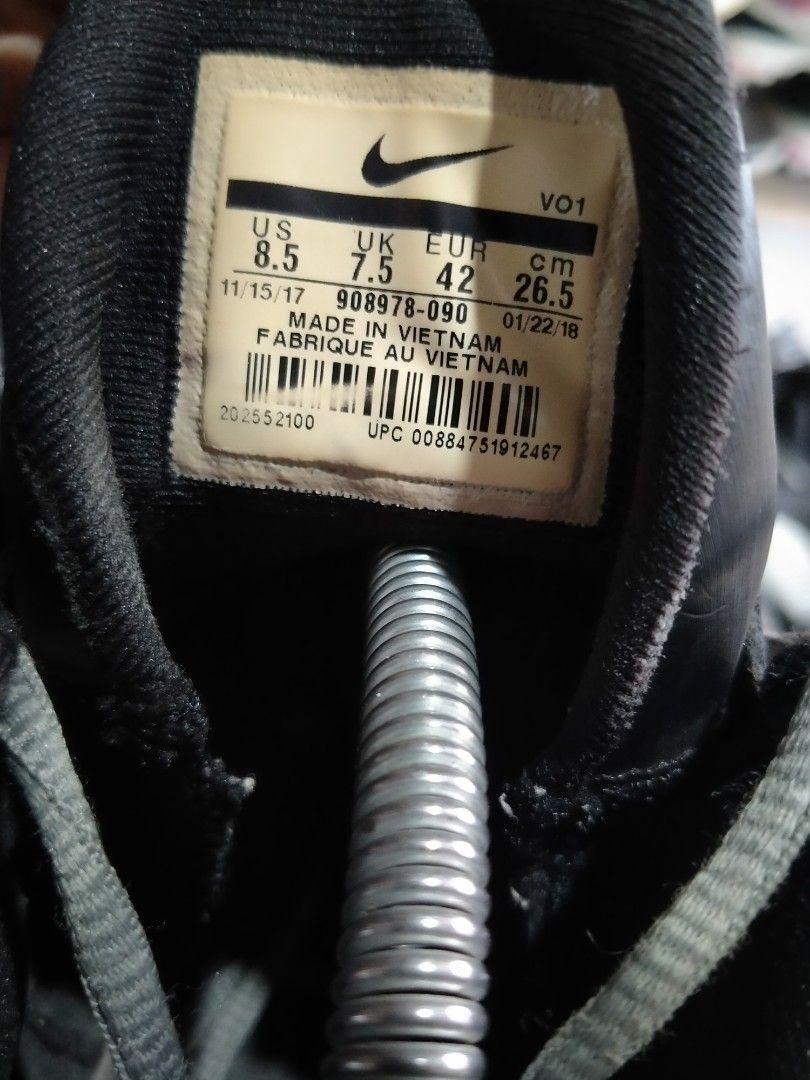 VO1
US UK EUR cm
8.5 7.5 42 26.5
11/15/17 908978-090 01/22/18
MADE IN VIETNAM
FABRIQUE AU VIETNAM
202552100 UPC 00884751912467